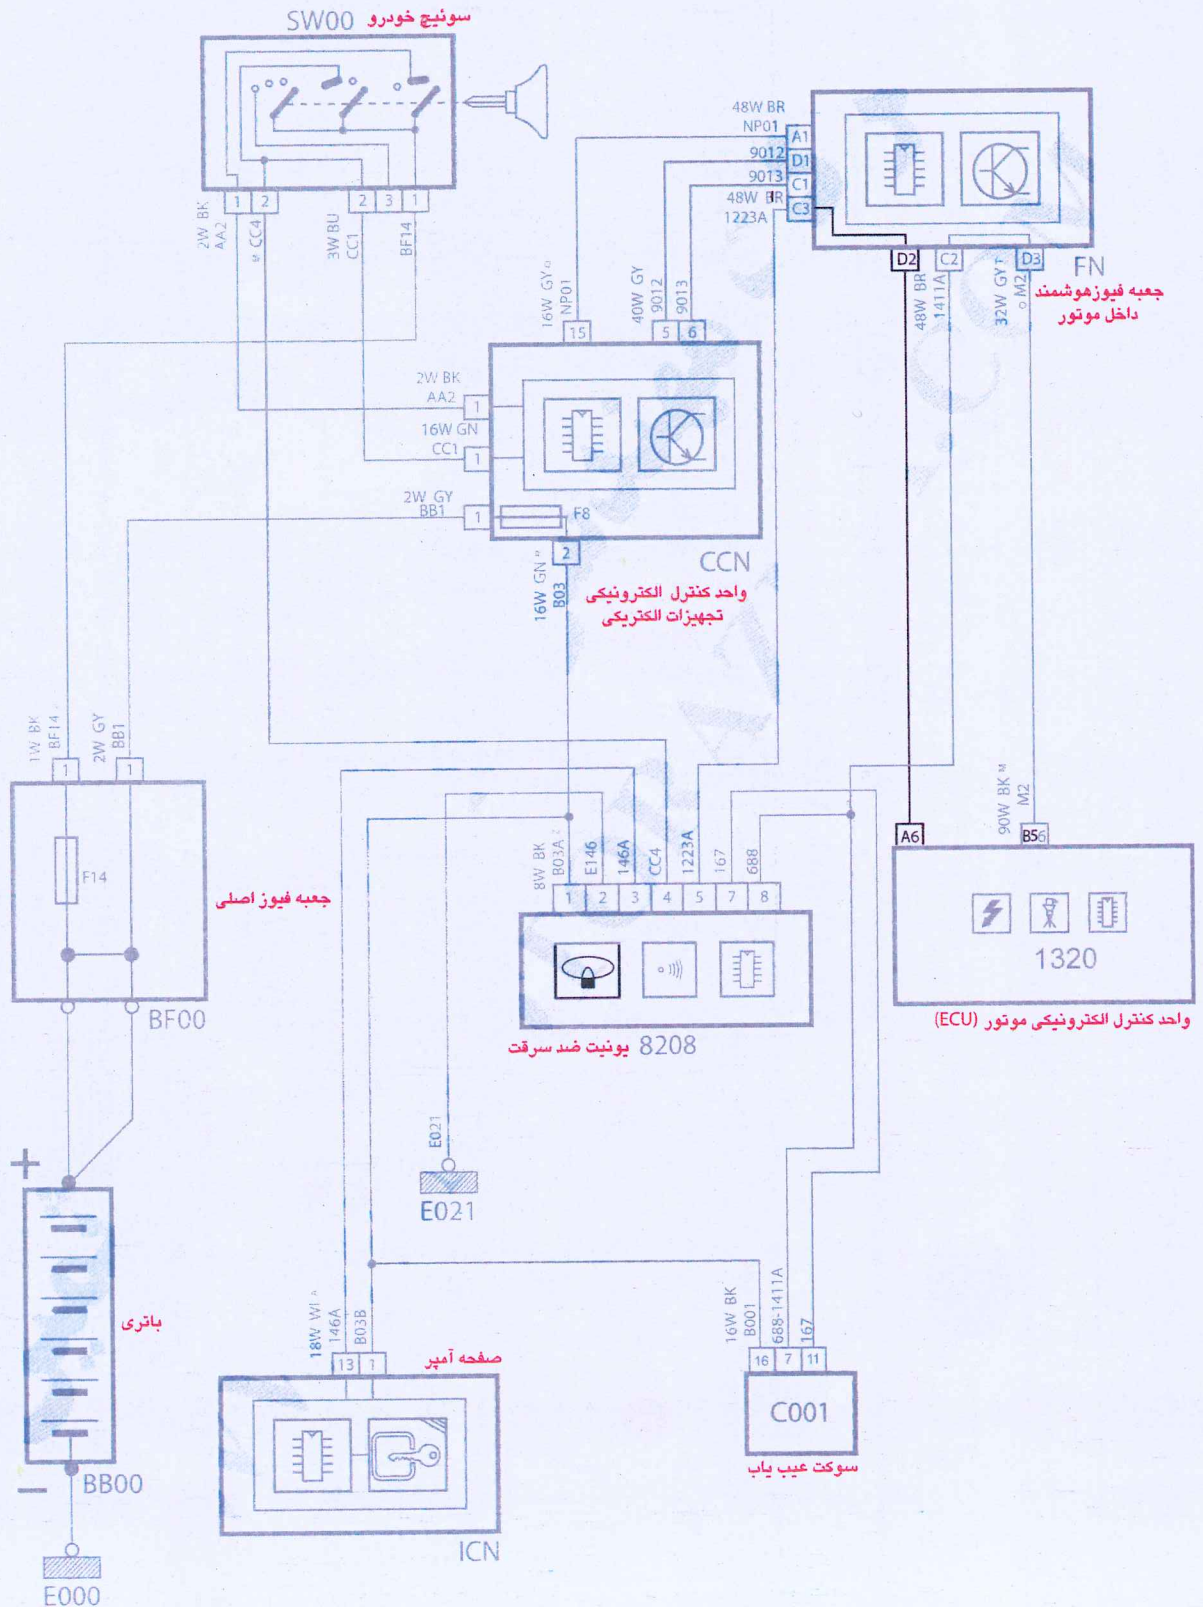 SW00 سوئیچ خودرو
1 2 2 3 1
2W BK
AA2
CC4
3W BU
CC1
BF14
48W BR
NP01
A1
9012
D1
9013
C1
48W BR
1223A
C3
D2 C2 D3
FN
جعبه فیوزهوشمند
داخل موتور
48W BR
1411A
32W GY
M2
16W GY
NP01
40W GY
9012
9013
15 5 6
2W BK
AA2
1
16W GN
CC1
1
2W GY
BB1
1
F8
2
CCN
16W GN
B03
واحد کنترل الکترونیکی
تجهیزات الکتریکی
1W BK
BF14
2W GY
BB1
1 1
F14
جعبه فیوز اصلی
BF00
8W BK
B03A
E146
146A
CC4
1223A
167
688
1 2 3 4 5 7 8
یونیت ضد سرقت 8208
90W BK
M2
A6 B56
1320
واحد کنترل الکترونیکی موتور (ECU)
E021
E021
+
باتری
−
BB00
E000
18W WI
146A
B03B
13 1
صفحه آمپر
ICN
16W BK
B001
688-1411A
167
16 7 11
C001
سوکت عیب یاب